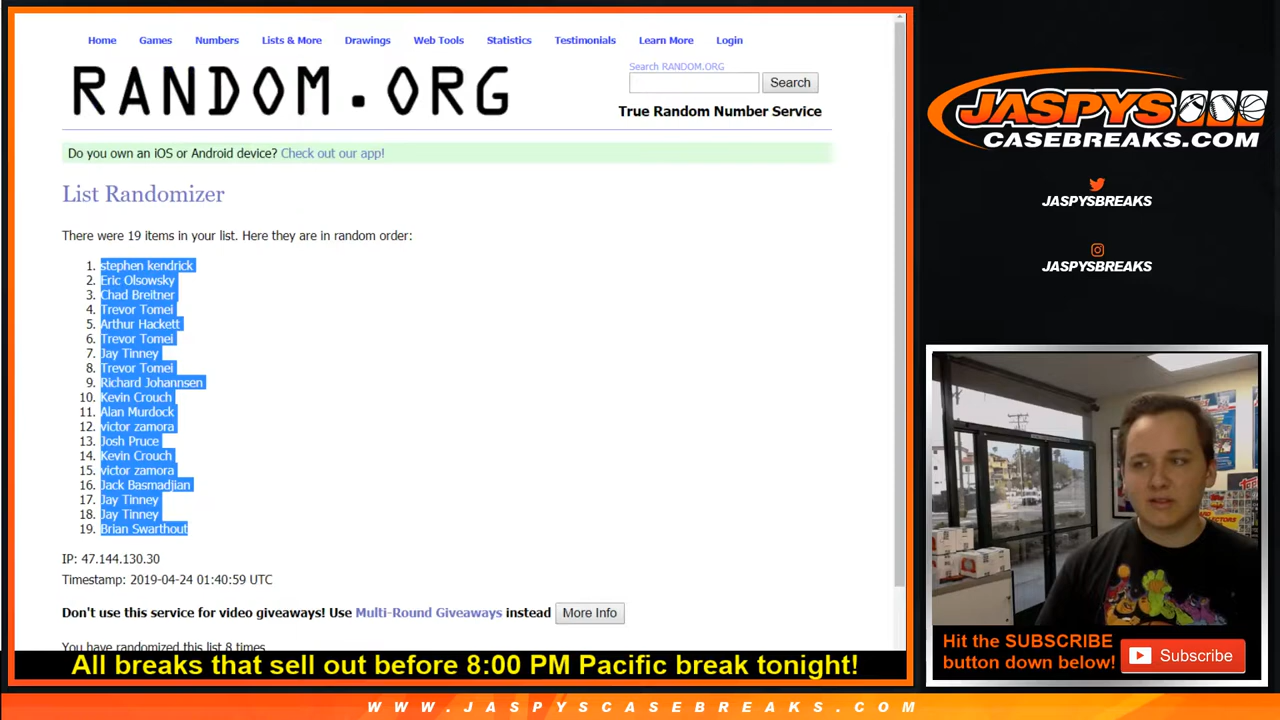 Home Games Numbers Lists & More Drawings Web Tools Statistics Testimonials Learn More Login
Search RANDOM.ORG
RANDOM.ORG
Search
True Random Number Service
Do you own an iOS or Android device? Check out our app!
List Randomizer
There were 19 items in your list. Here they are in random order:
1. stephen kendrick
2. Eric Olsowsky
3. Chad Breitner
4. Trevor Tomei
5. Arthur Hackett
6. Trevor Tomei
7. Jay Tinney
8. Trevor Tomei
9. Richard Johannsen
10. Kevin Crouch
11. Alan Murdock
12. victor zamora
13. Josh Pruce
14. Kevin Crouch
15. victor zamora
16. Jack Basmadjian
17. Jay Tinney
18. Jay Tinney
19. Brian Swarthout
IP: 47.144.130.30
Timestamp: 2019-04-24 01:40:59 UTC
Don't use this service for video giveaways! Use Multi-Round Giveaways instead More Info
You have randomized this list 8 times
All breaks that sell out before 8:00 PM Pacific break tonight!
WWW.JASPYSCASEBREAKS.COM
JASPYS
CASEBREAKS.COM
JASPYSBREAKS
JASPYSBREAKS
Hit the SUBSCRIBE
button down below!
Subscribe